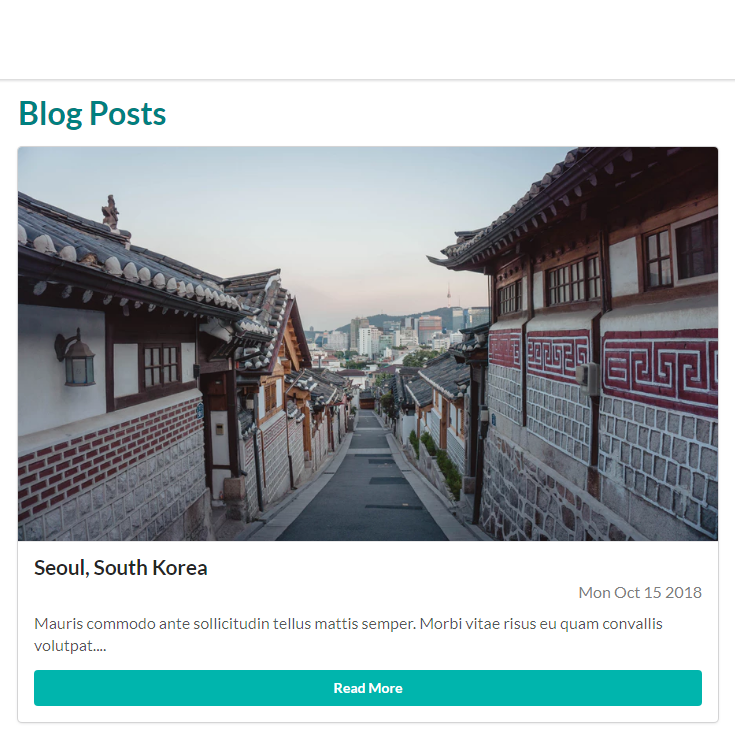 Blog Posts
Seoul, South Korea
Mon Oct 15 2018
Mauris commodo ante sollicitudin tellus mattis semper. Morbi vitae risus eu quam convallis
volutpat....
Read More